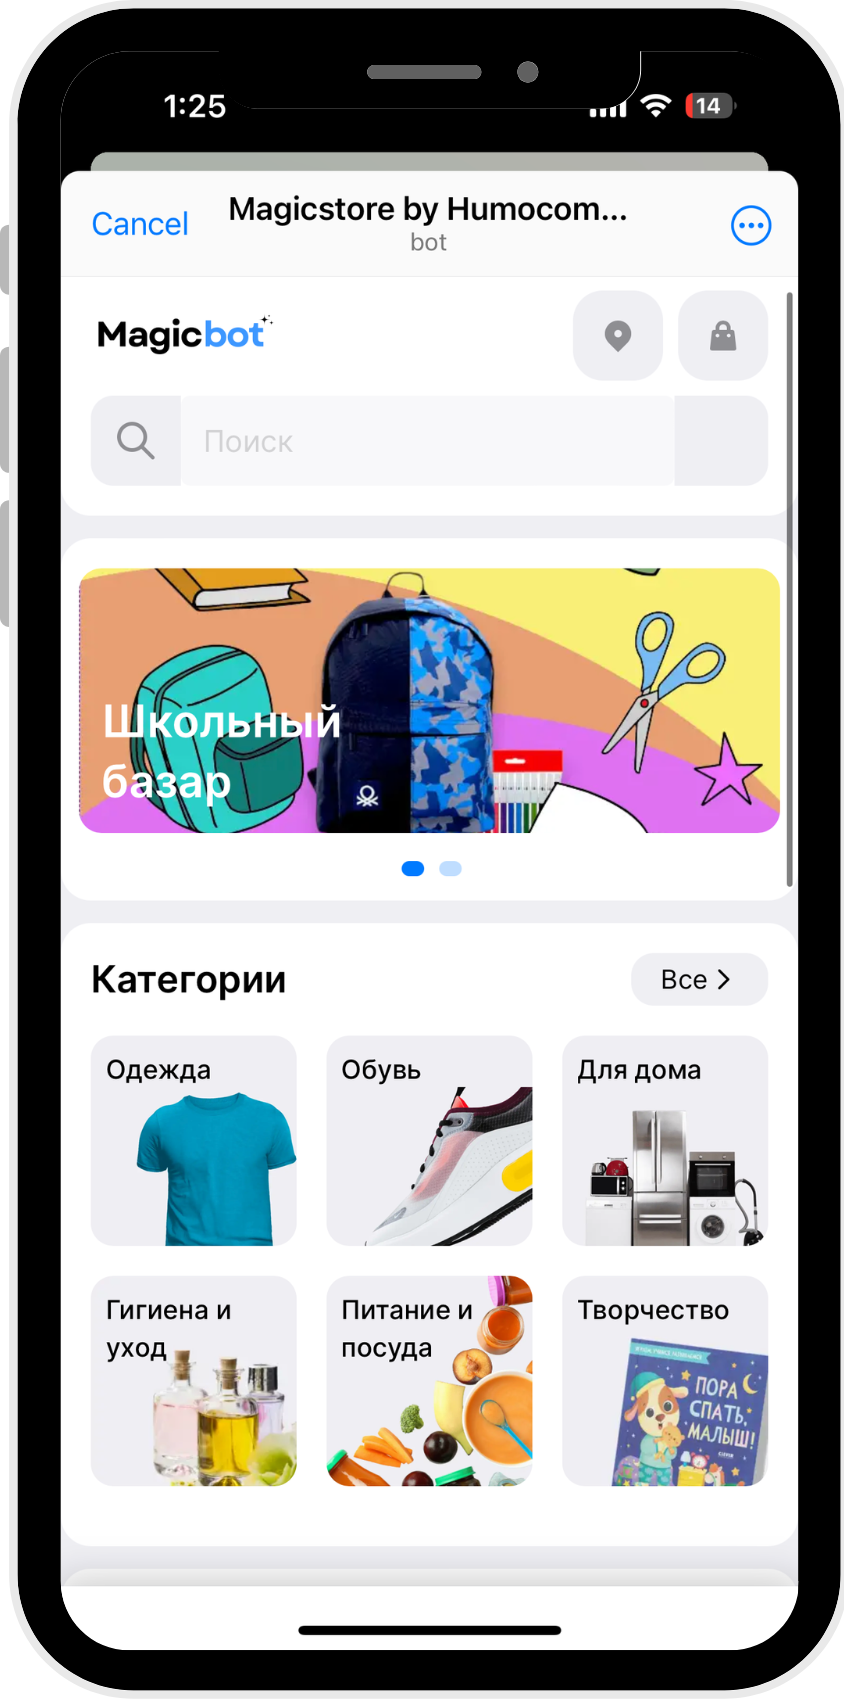 1:25
14
Cancel
Magicstore by Humocom...
bot
Magicbot
Поиск
Школьный
базар
Категории
Все
Одежда
Обувь
Для дома
Гигиена и
уход
Питание и
посуда
Творчество
ПОРА
СПАТЬ,
МАЛЫШ!